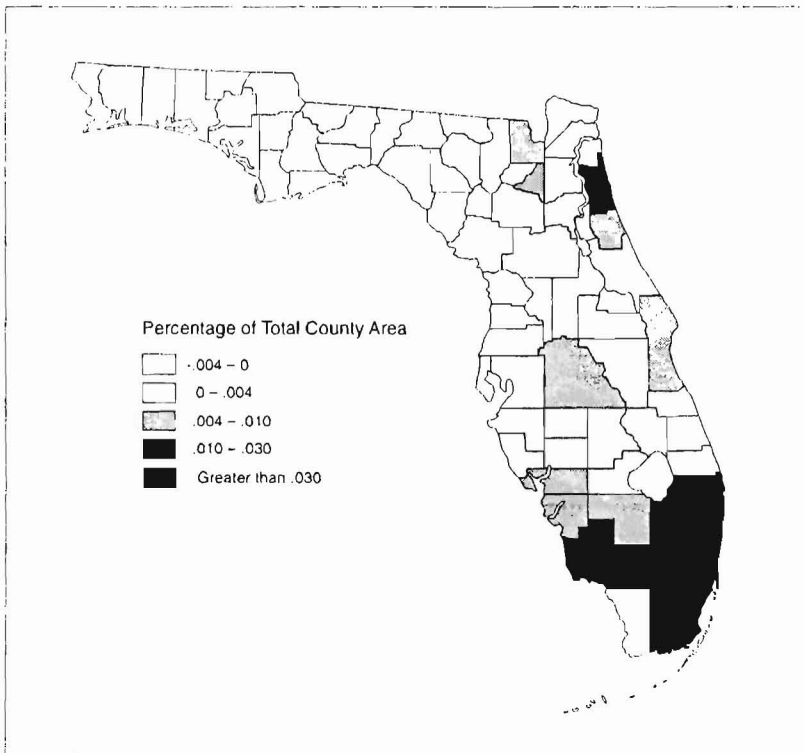 Percentage of Total County Area
-.004 – 0
0 – .004
.004 – .010
.010 – .030
Greater than .030